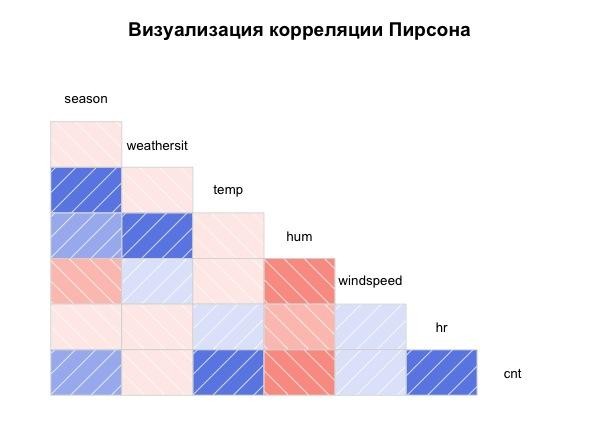 Визуализация корреляции Пирсона
season
weathersit
temp
hum
windspeed
hr
cnt